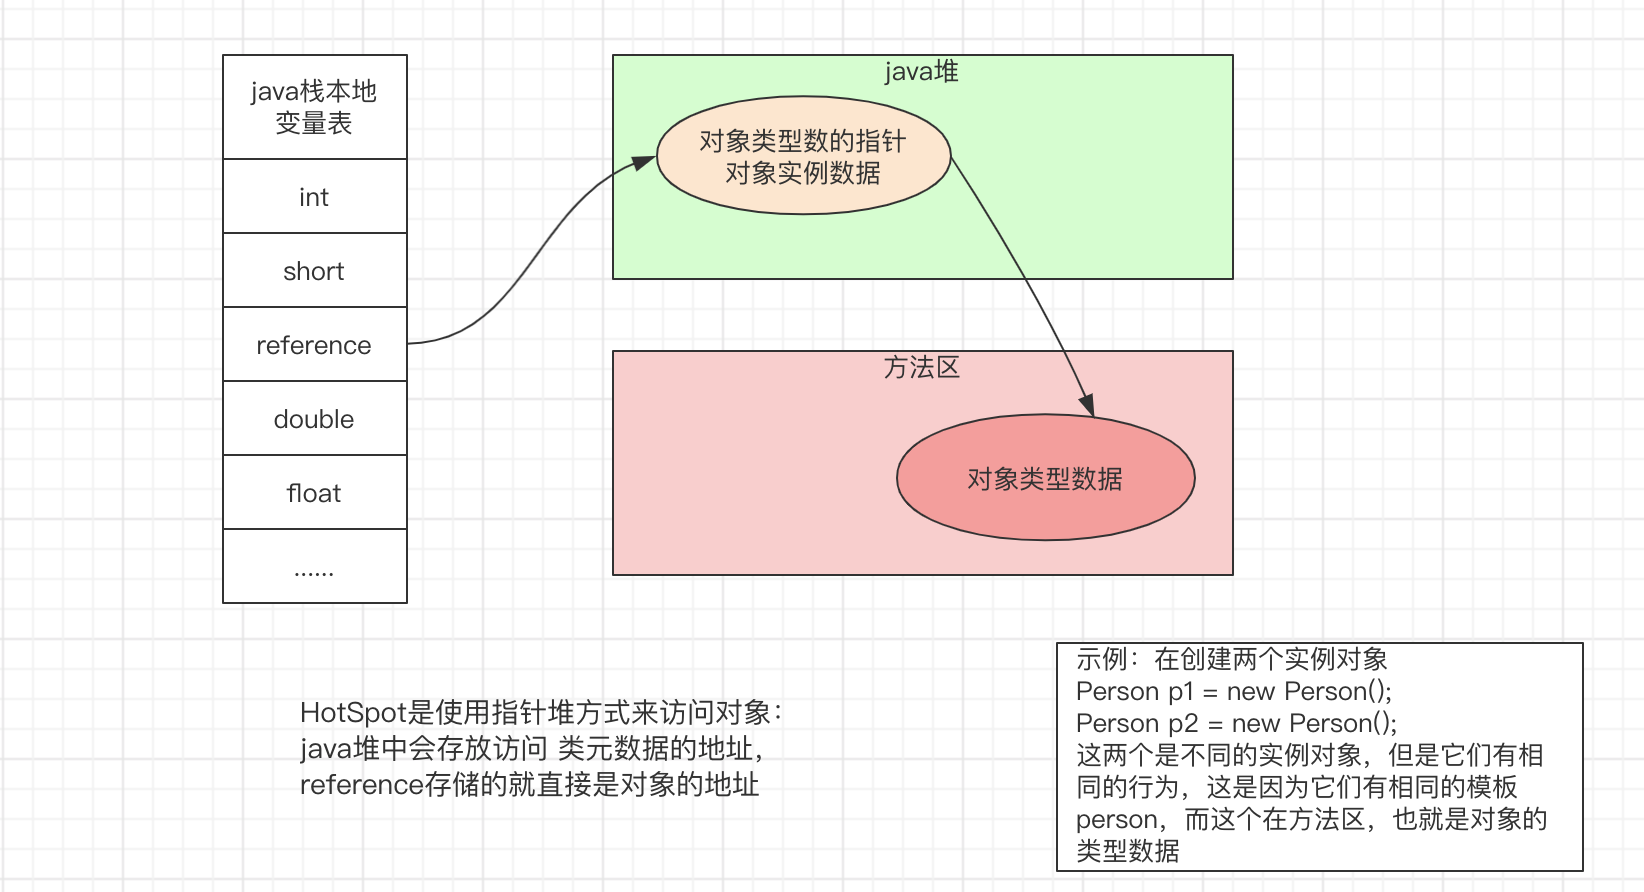 java栈本地
变量表
int
short
reference
double
float
......
java堆
对象类型数的指针
对象实例数据
方法区
对象类型数据
HotSpot是使用指针堆方式来访问对象：
java堆中会存放访问 类元数据的地址，
reference存储的就直接是对象的地址
示例：在创建两个实例对象
Person p1 = new Person();
Person p2 = new Person();
这两个是不同的实例对象，但是它们有相
同的行为，这是因为它们有相同的模板
person，而这个在方法区，也就是对象的
类型数据